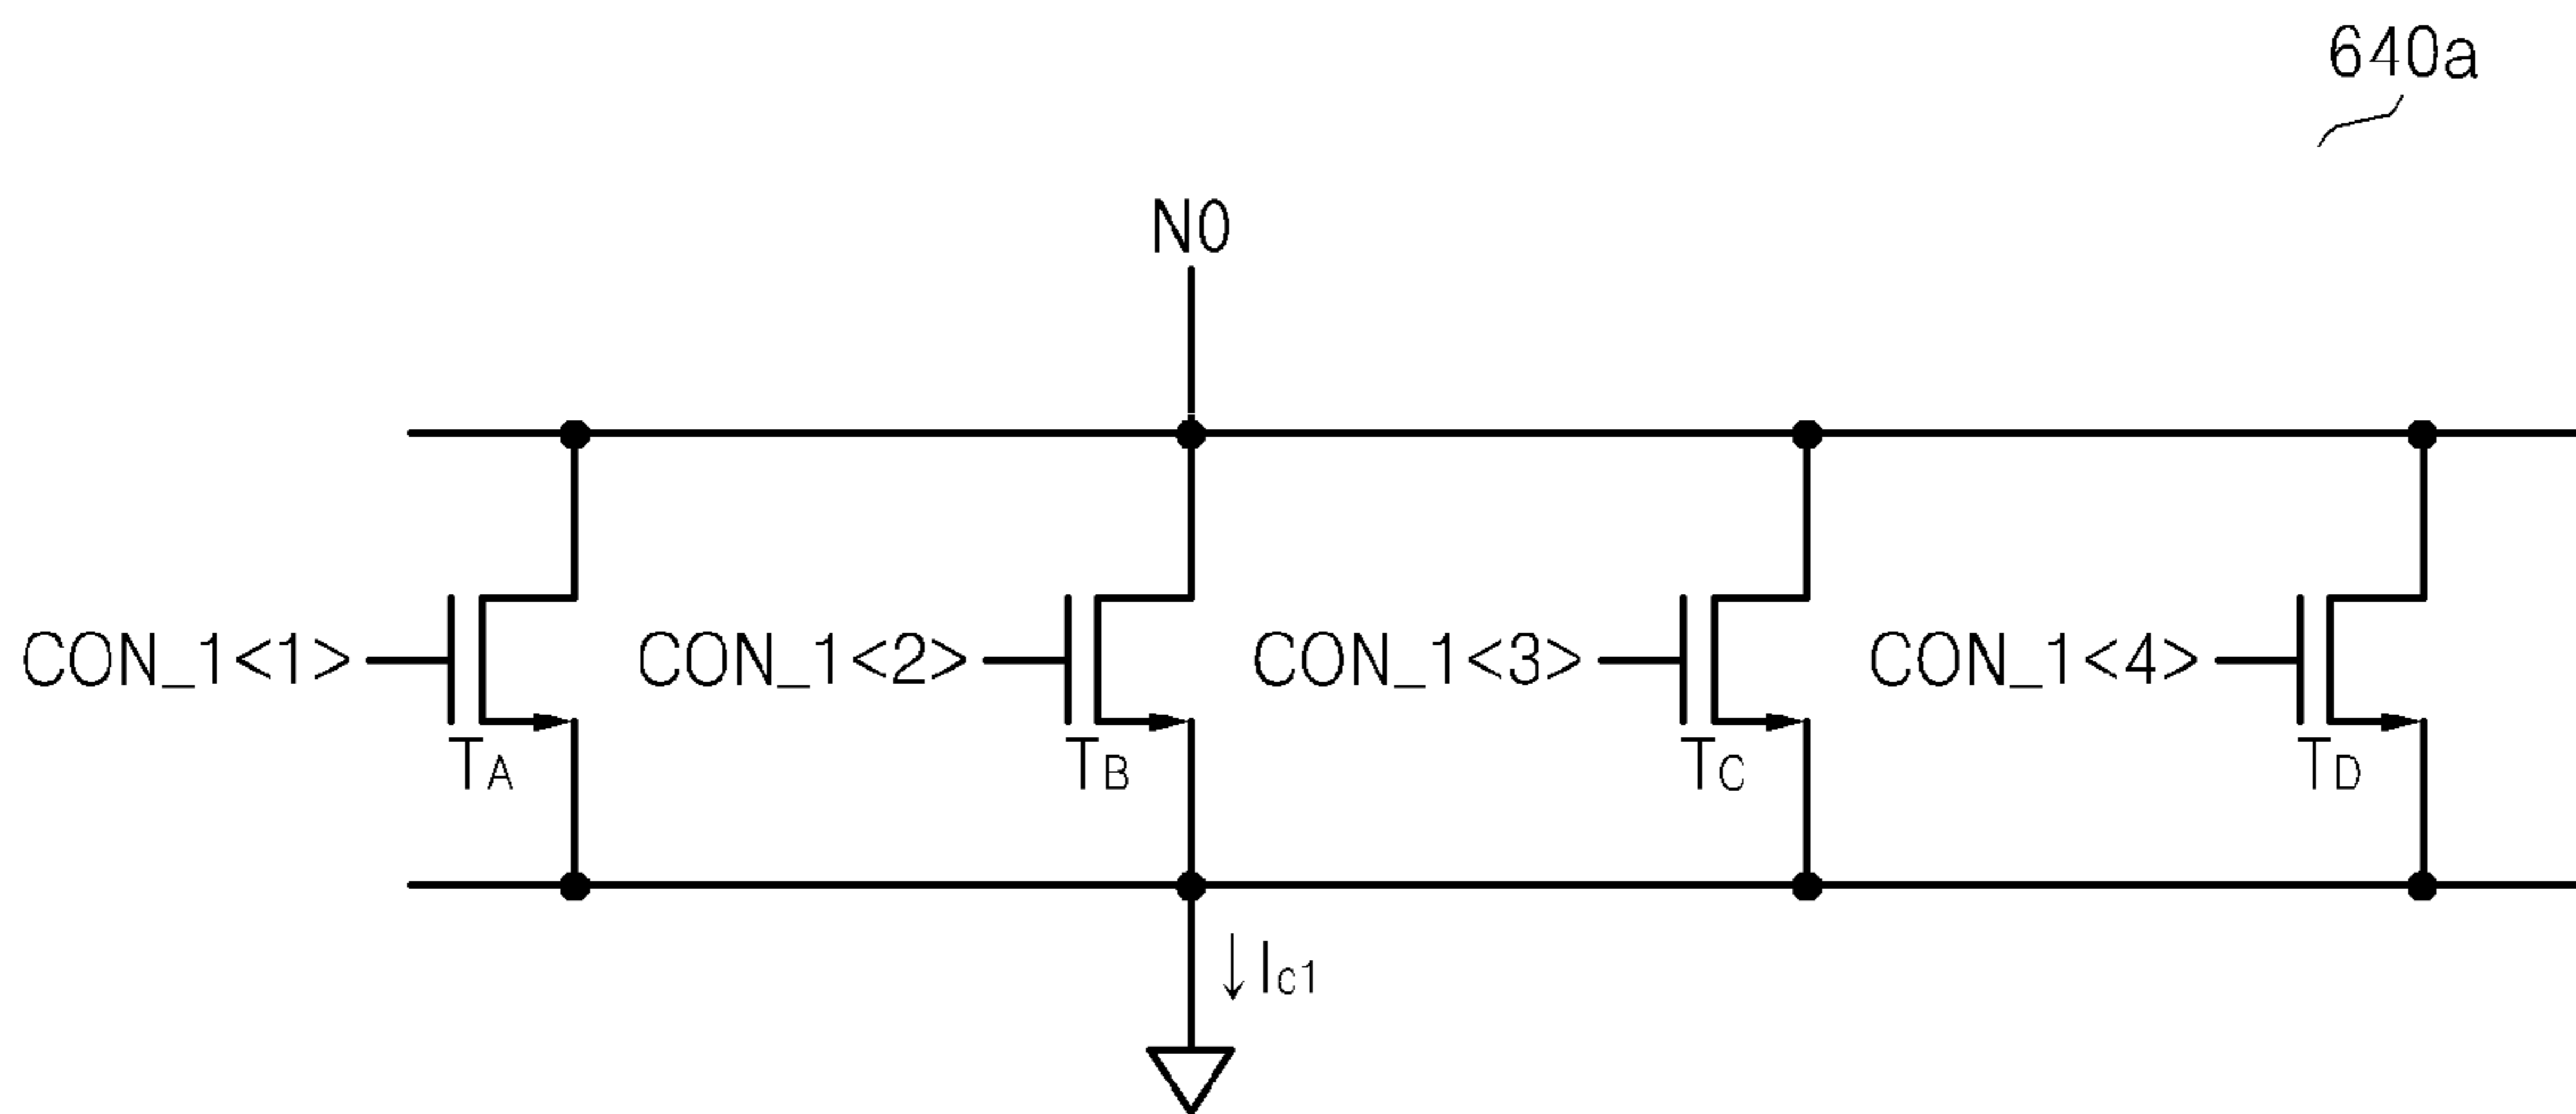 640a
N0
CON_1<1> CON_1<2> CON_1<3> CON_1<4>
TA TB TC TD
↓Ic1